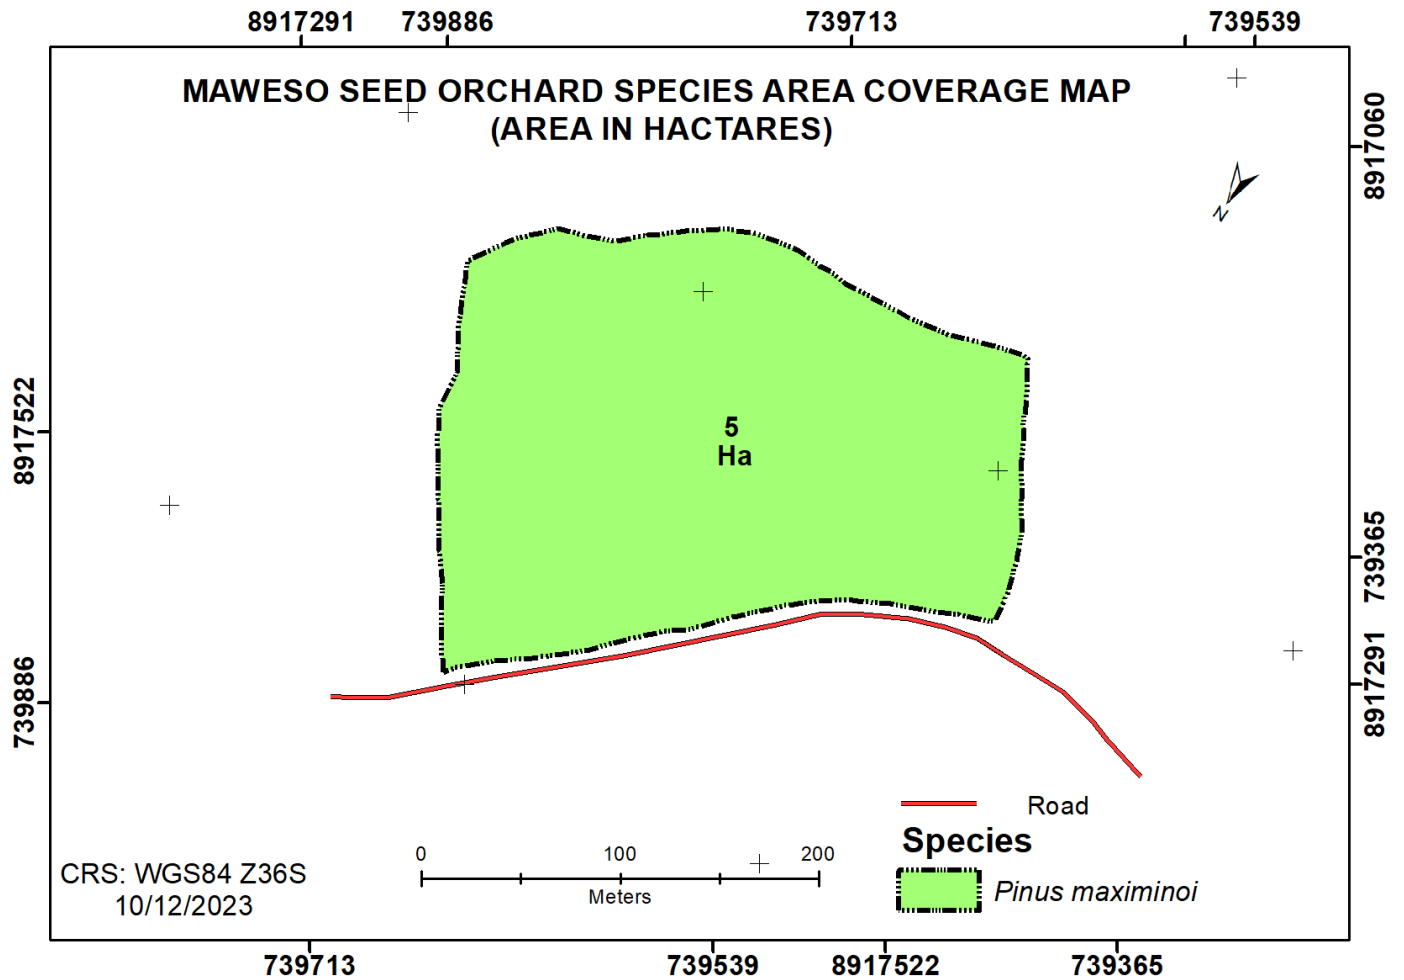 8917291 739886 739713 739539
MAWESO SEED ORCHARD SPECIES AREA COVERAGE MAP
(AREA IN HACTARES)
8917060
N
8917522
5
Ha
739365
8917291
739886
Road
Species
Pinus maximinoi
0 100 200
Meters
CRS: WGS84 Z36S
10/12/2023
739713 739539 8917522 739365